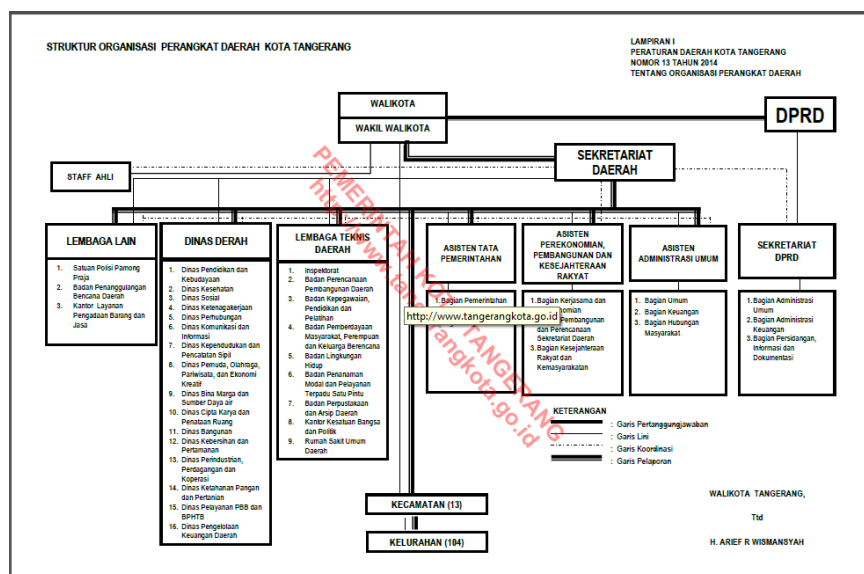 STRUKTUR ORGANISASI PERANGKAT DAERAH KOTA TANGERANG
LAMPIRAN I
PERATURAN DAERAH KOTA TANGERANG
NOMOR 13 TAHUN 2014
TENTANG ORGANISASI PERANGKAT DAERAH
WALIKOTA
WAKIL WALIKOTA
DPRD
SEKRETARIAT
DAERAH
STAFF AHLI
LEMBAGA LAIN
1. Satuan Polisi Pamong
Praja
2. Badan Penanggulangan
Bencana Daerah
3. Kantor Layanan
Pengadaan Barang dan
Jasa
DINAS DERAH
1. Dinas Pendidikan dan
Kebudayaan
2. Dinas Kesehatan
3. Dinas Sosial
4. Dinas Ketenagakerjaan
5. Dinas Perhubungan
6. Dinas Komunikasi dan
Informasi
7. Dinas Kependudukan dan
Pencatatan Sipil
8. Dinas Pemuda, Olahraga,
Pariwisata, dan Ekonomi
Kreatif
9. Dinas Bina Marga dan
Sumber Daya air
10. Dinas Cipta Karya dan
Penataan Ruang
11. Dinas Bangunan
12. Dinas Kebersihan dan
Pertamanan
13. Dinas Perindustrian,
Perdagangan dan
Koperasi
14. Dinas Ketahanan Pangan
dan Pertanian
15. Dinas Pelayanan PBB dan
BPHTB
16. Dinas Pengelolaan
Keuangan Daerah
LEMBAGA TEKNIS
DAERAH
1. Inspektorat
2. Badan Perencanaan
Pembangunan Daerah
3. Badan Kepegawaian,
Pendidikan dan
Pelatihan
4. Badan Pemberdayaan
Masyarakat, Perempuan
dan Keluarga Berencana
5. Badan Lingkungan
Hidup
6. Badan Penanaman
Modal dan Pelayanan
Terpadu Satu Pintu
7. Badan Perpustakaan
dan Arsip Daerah
8. Kantor Kesatuan Bangsa
dan Politik
9. Rumah Sakit Umum
Daerah
ASISTEN TATA
PEMERINTAHAN
1. Bagian Pemerintahan
ASISTEN
PEREKONOMIAN,
PEMBANGUNAN DAN
KESEJAHTERAAN
RAKYAT
1. Bagian Kerjasama dan
Pembangunan
dan Perencanaan
Sekretariat Daerah
3. Bagian Kesejahteraan
Rakyat dan
Kemasyarakatan
ASISTEN
ADMINISTRASI UMUM
1. Bagian Umum
2. Bagian Keuangan
3. Bagian Hubungan
Masyarakat
SEKRETARIAT
DPRD
1. Bagian Administrasi
Umum
2. Bagian Administrasi
Keuangan
3. Bagian Persidangan,
Informasi dan
Dokumentasi
http://www.tangerangkota.go.id
PEMERINTAH KOTA TANGERANG
http://www.tangerangkota.go.id
KETERANGAN
: Garis Pertanggungjawaban
: Garis Lini
: Garis Koordinasi
: Garis Pelaporan
KECAMATAN (13)
KELURAHAN (104)
WALIKOTA TANGERANG,
Ttd
H. ARIEF R WISMANSYAH